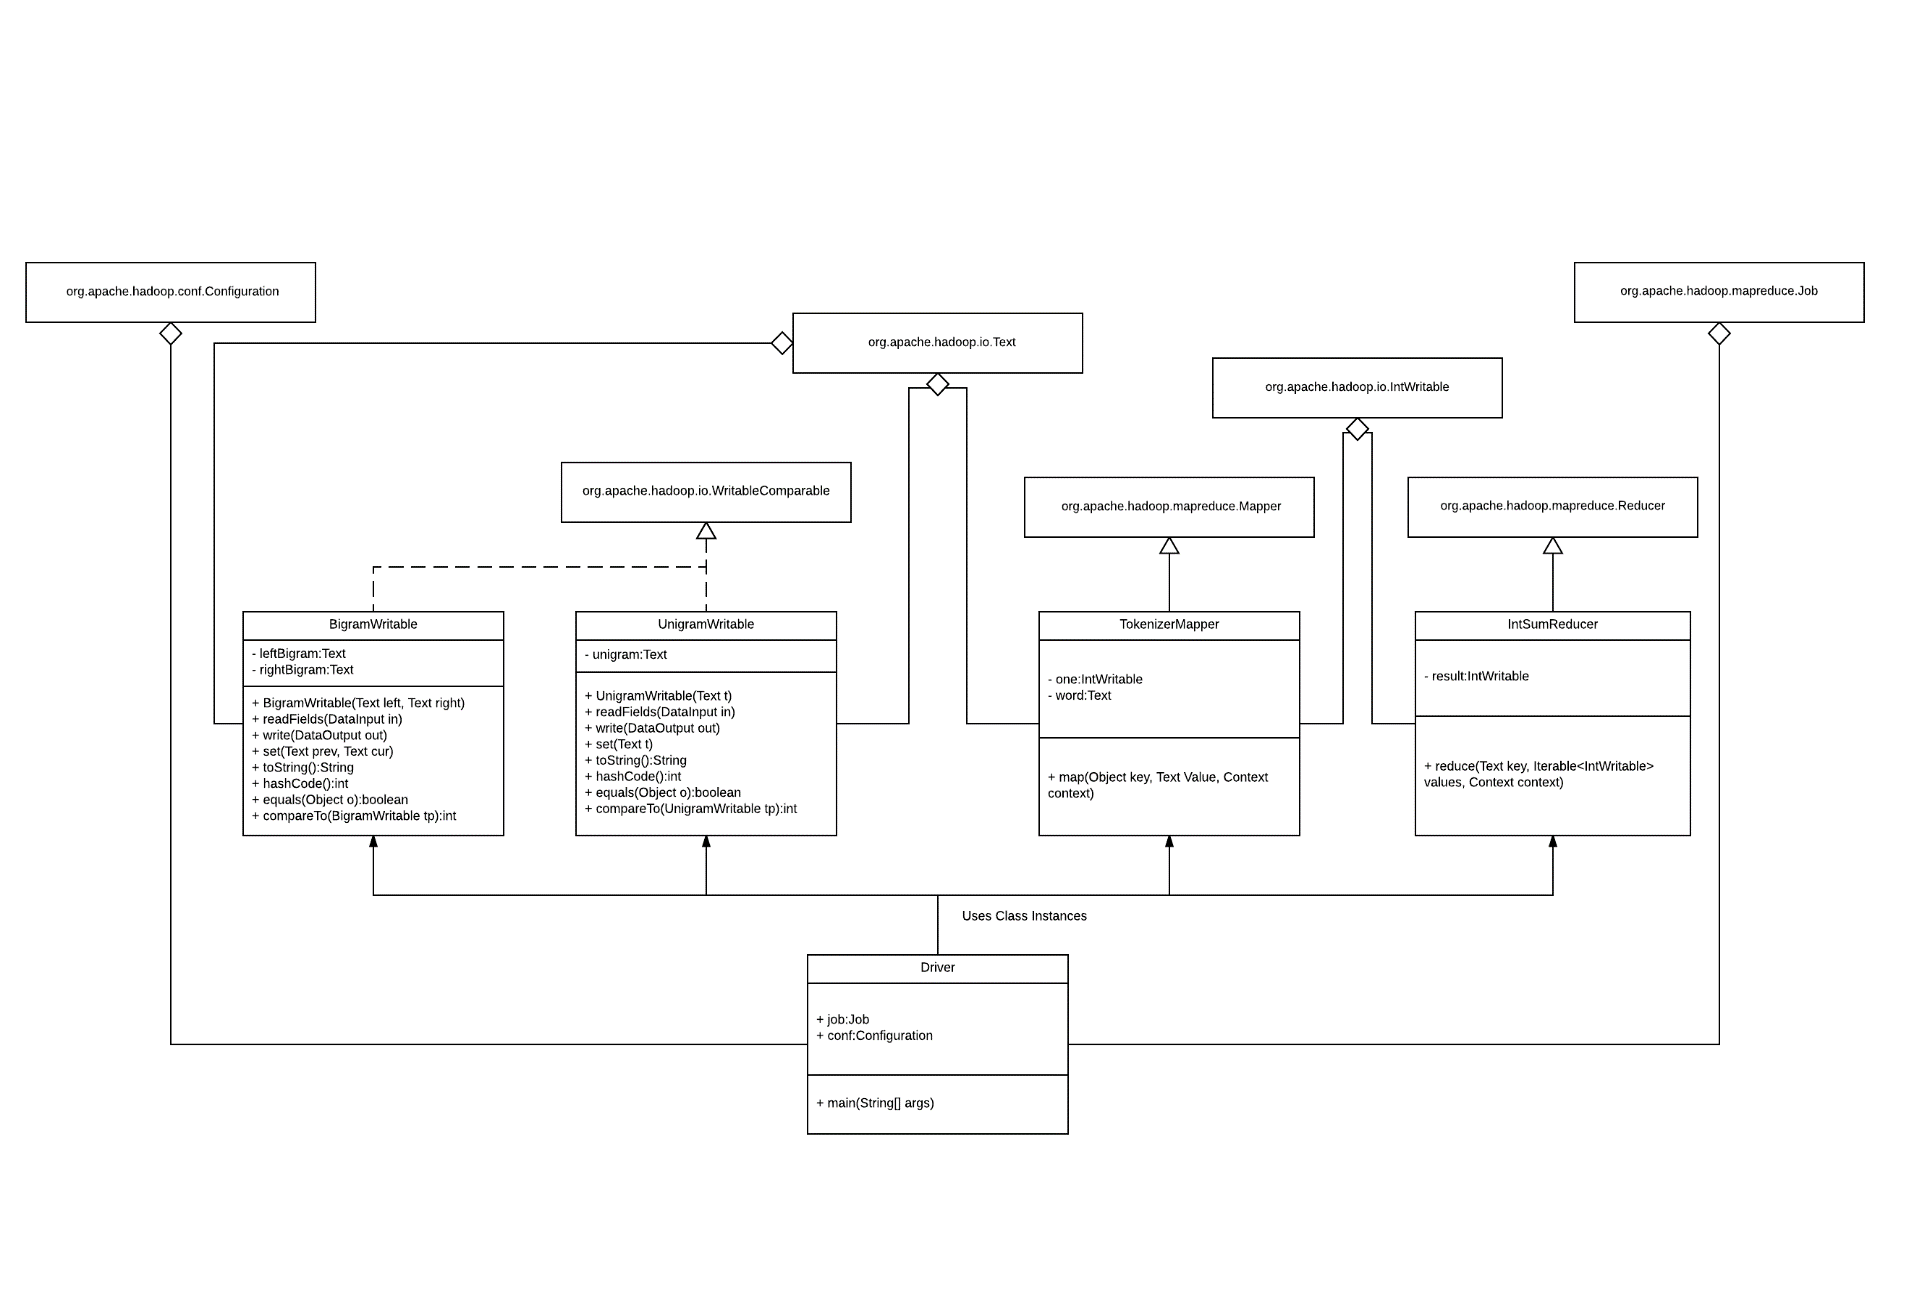 org.apache.hadoop.conf.Configuration
org.apache.hadoop.mapreduce.Job
org.apache.hadoop.io.Text
org.apache.hadoop.io.IntWritable
org.apache.hadoop.io.WritableComparable
org.apache.hadoop.mapreduce.Mapper
org.apache.hadoop.mapreduce.Reducer
BigramWritable
- leftBigram:Text
- rightBigram:Text
+ BigramWritable(Text left, Text right)
+ readFields(DataInput in)
+ write(DataOutput out)
+ set(Text prev, Text cur)
+ toString():String
+ hashCode():int
+ equals(Object o):boolean
+ compareTo(BigramWritable tp):int
UnigramWritable
- unigram:Text
+ UnigramWritable(Text t)
+ readFields(DataInput in)
+ write(DataOutput out)
+ set(Text t)
+ toString():String
+ hashCode():int
+ equals(Object o):boolean
+ compareTo(UnigramWritable tp):int
TokenizerMapper
- one:IntWritable
- word:Text
+ map(Object key, Text Value, Context
context)
IntSumReducer
- result:IntWritable
+ reduce(Text key, Iterable<IntWritable>
values, Context context)
Uses Class Instances
Driver
+ job:Job
+ conf:Configuration
+ main(String[] args)